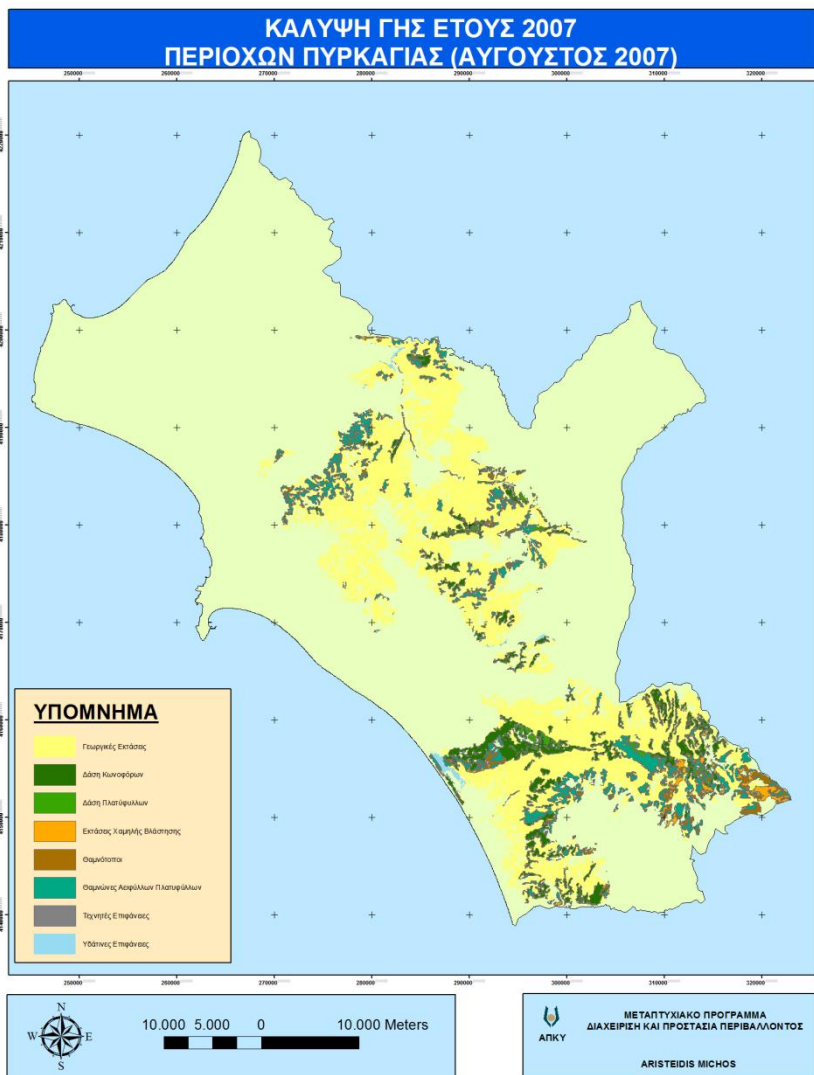 ΚΑΛΥΨΗ ΓΗΣ ΕΤΟΥΣ 2007
ΠΕΡΙΟΧΩΝ ΠΥΡΚΑΓΙΑΣ (ΑΥΓΟΥΣΤΟΣ 2007)
260000 260000 270000 280000 290000 300000 310000 320000
ΥΠΟΜΝΗΜΑ
Γεωργικές Εκτάσεις
Δάση Κωνοφόρων
Δάση Πλατύφυλλων
Εκτάσεις Χαμηλής Βλάστησης
Θαμνότοποι
Θαμνώνες Αειφύλλων Πλατυφύλλων
Τεχνητές Επιφάνειες
Υδάτινες Επιφάνειες
260000 260000 270000 280000 290000 300000 310000 320000
N
W E
S
10.000 5.000 0 10.000 Meters
ΑΠΚΥ
ΜΕΤΑΠΤΥΧΙΑΚΟ ΠΡΟΓΡΑΜΜΑ
ΔΙΑΧΕΙΡΙΣΗ ΚΑΙ ΠΡΟΣΤΑΣΙΑ ΠΕΡΙΒΑΛΛΟΝΤΟΣ
ARISTEIDIS MICHOS